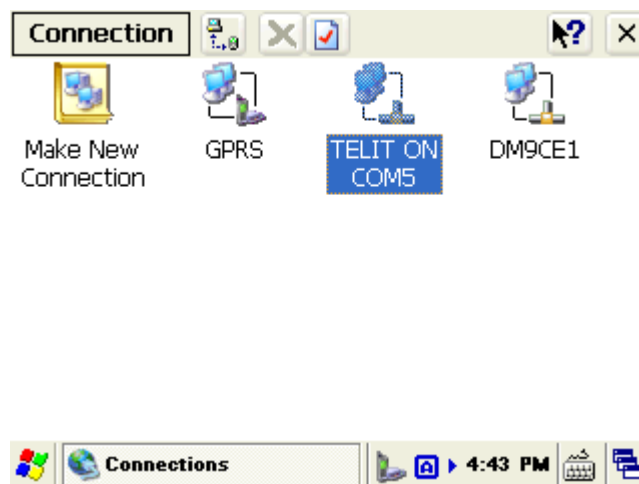 Connection
Make New
Connection
GPRS
TELIT ON
COM5
DM9CE1
Connections
A
4:43 PM